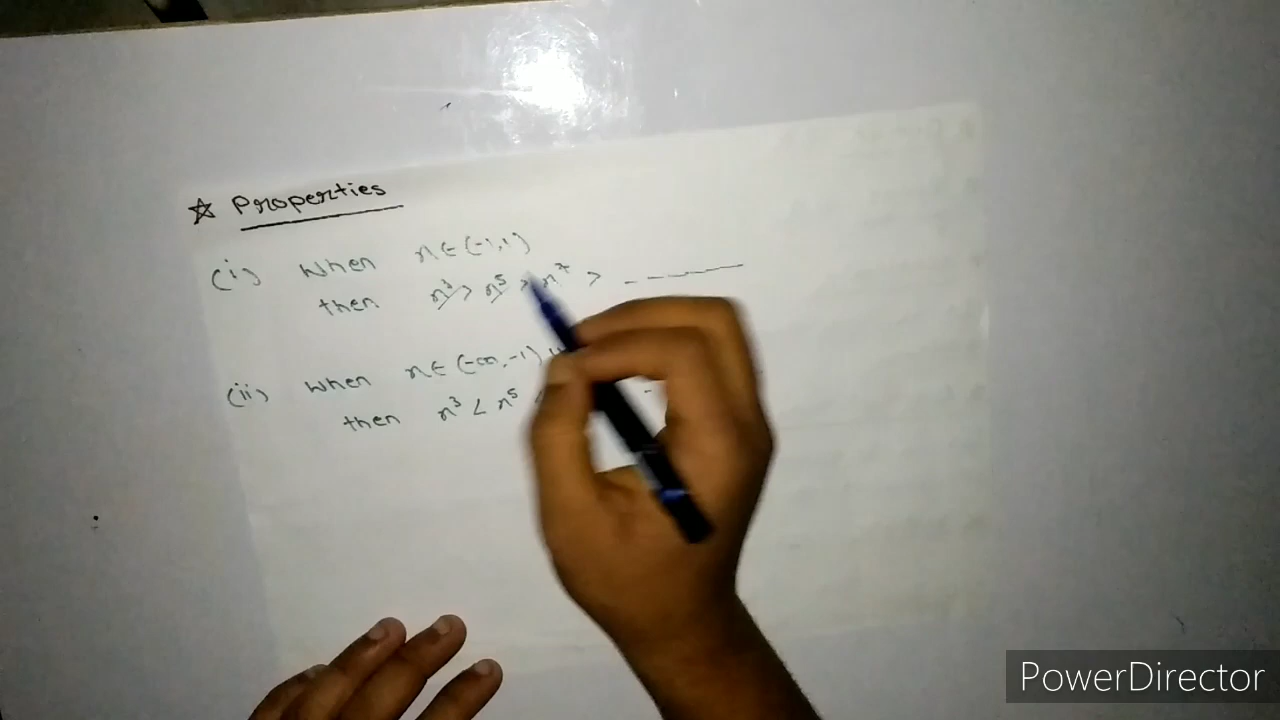 ☆ Properties
(i) When x ∈ (-1, 1)
then x³ > x⁵ > x⁷ > ------
(ii) When x ∈ (-∞, -1)
then x³ < x⁵
PowerDirector